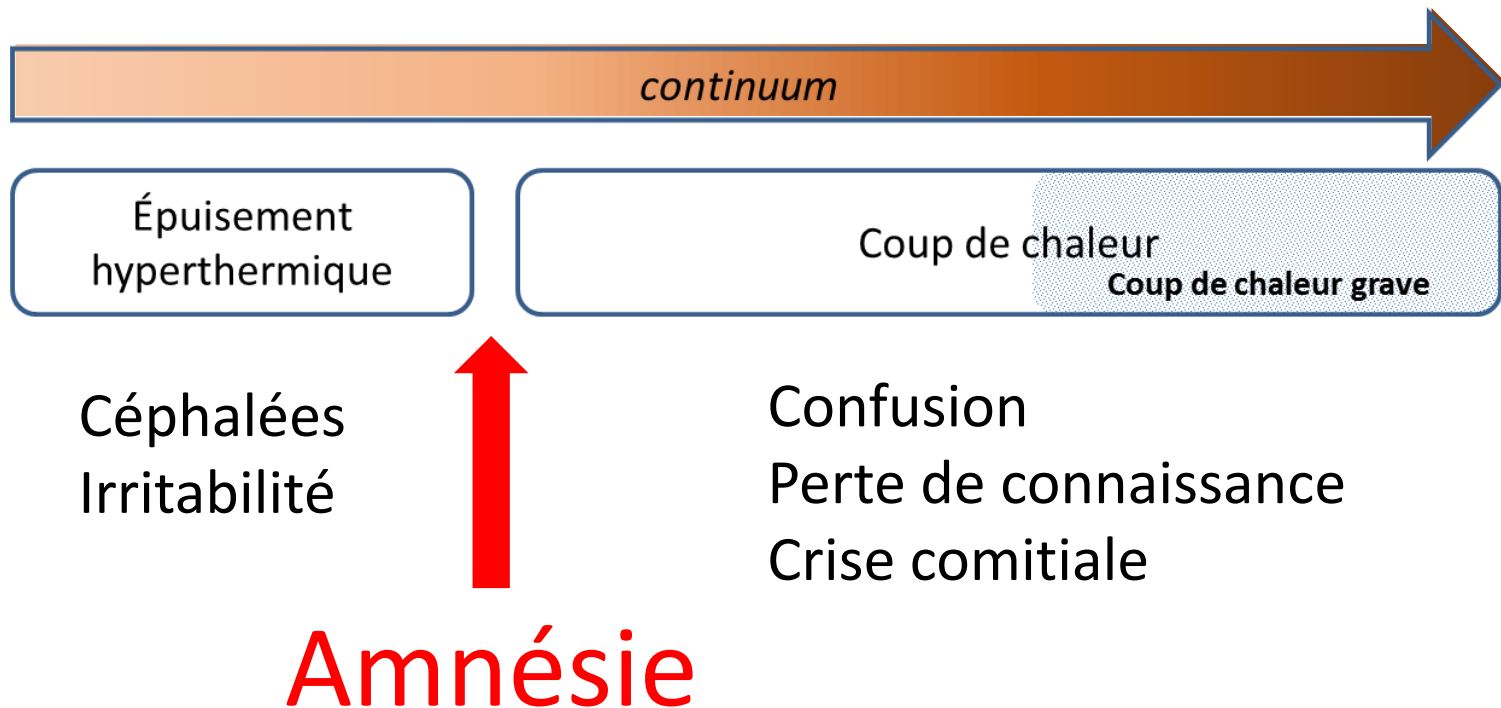 continuum
Épuisement
hyperthermique
Coup de chaleur
Coup de chaleur grave
Céphalées
Irritabilité
Confusion
Perte de connaissance
Crise comitiale
Amnésie